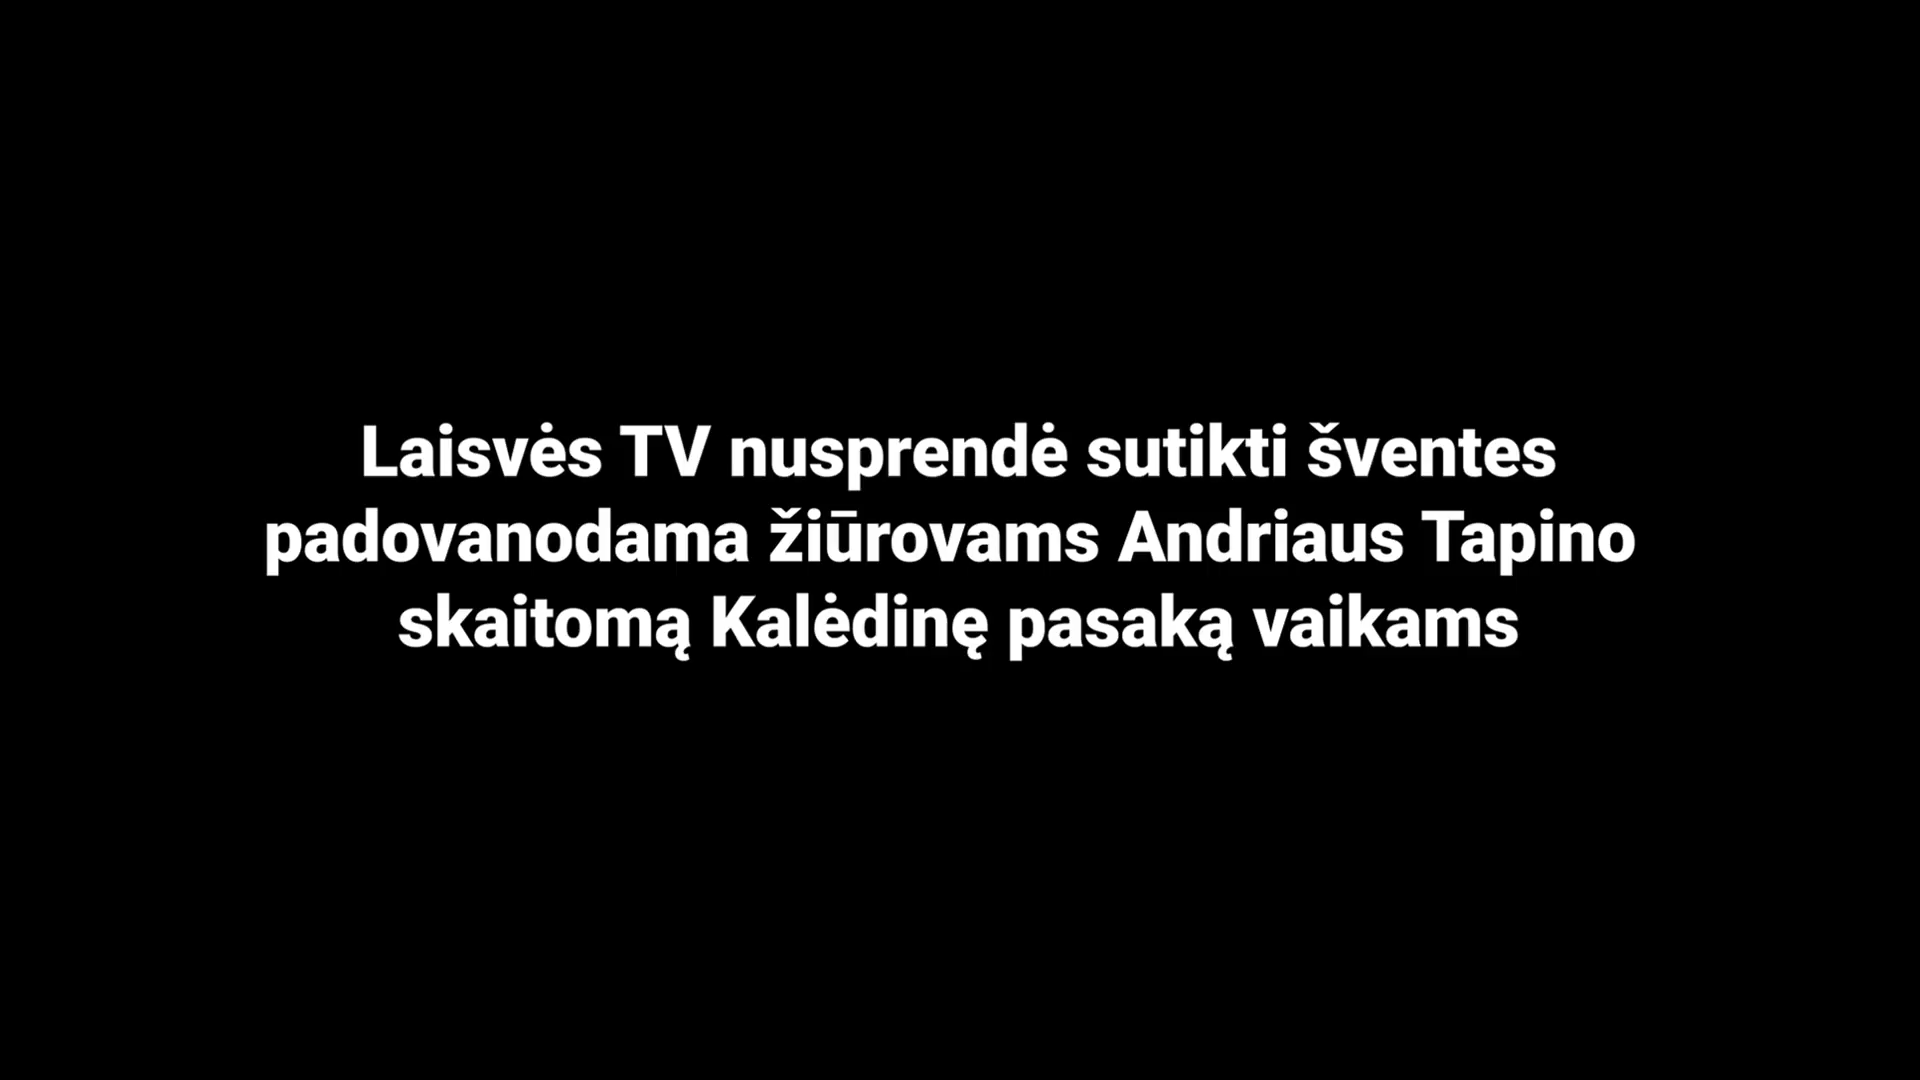 Laisvės TV nusprendė sutikti šventes
padovanodama žiūrovams Andriaus Tapino
skaitomą Kalėdinę pasaką vaikams